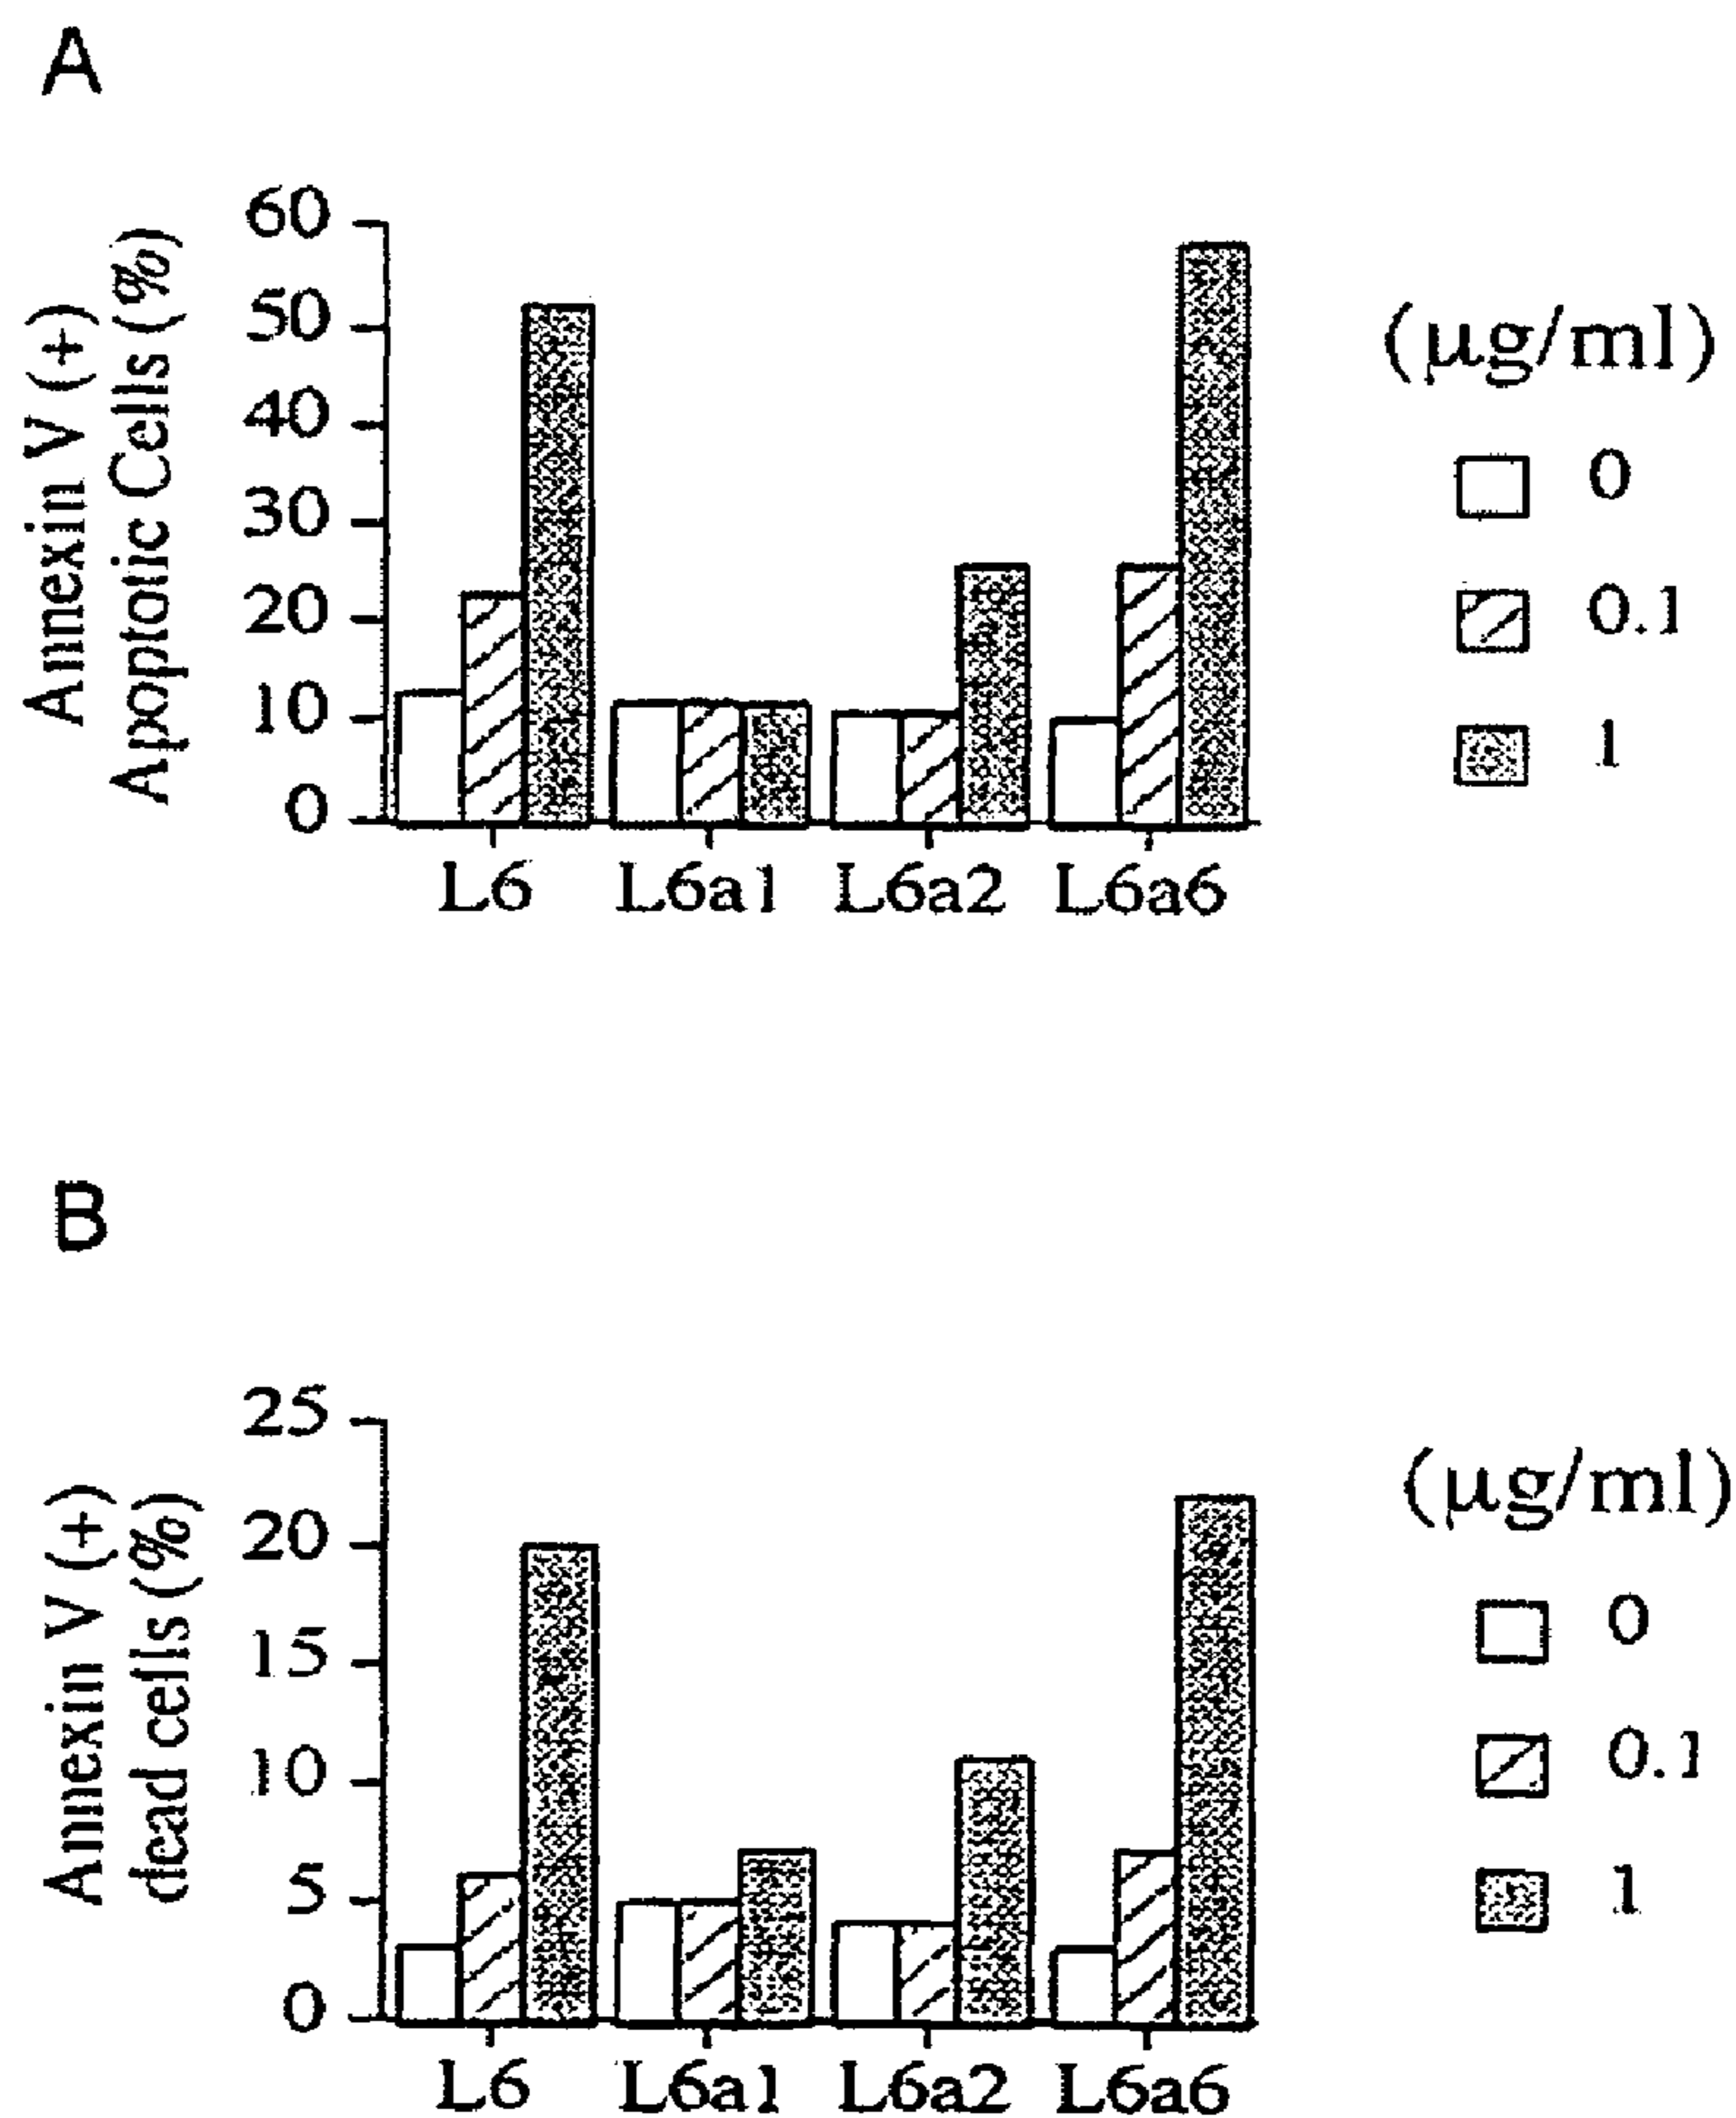 A
Annexin V (+)
Apoptotic Cells (%)
60
50
40
30
20
10
0
L6 L6a1 L6a2 L6a6
(µg/ml)
0
0.1
1
B
Annexin V (+)
dead cells (%)
25
20
15
10
5
0
L6 L6a1 L6a2 L6a6
(µg/ml)
0
0.1
1